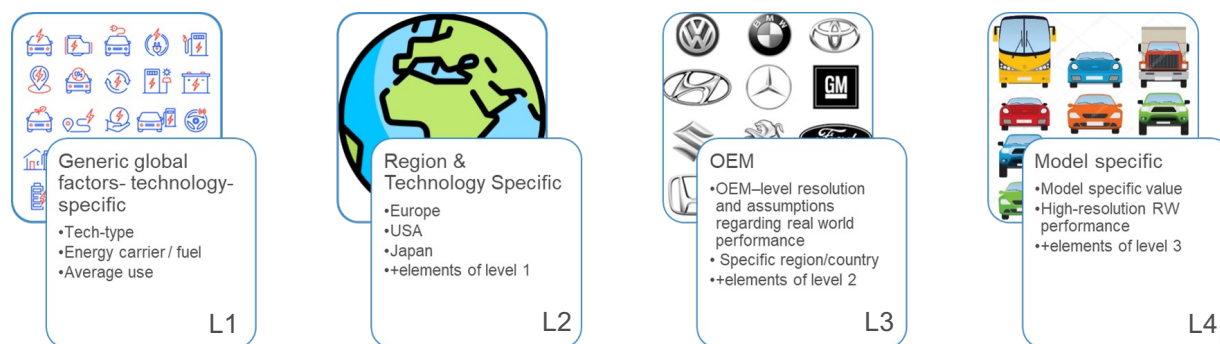 Generic global
factors- technology-
specific
•Tech-type
•Energy carrier / fuel
•Average use
L1
Region &
Technology Specific
•Europe
•USA
•Japan
•+elements of level 1
L2
BMW
GM
Ford
OEM
•OEM–level resolution
and assumptions
regarding real world
performance
• Specific region/country
•+elements of level 2
L3
Model specific
•Model specific value
•High-resolution RW
performance
•+elements of level 3
L4